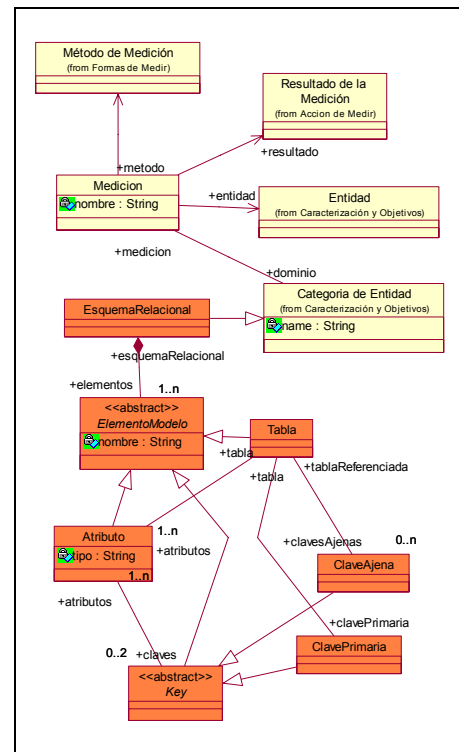 Método de Medición
(from Formas de Medir)
Resultado de la
Medición
(from Accion de Medir)
+metodo
+resultado
Medicion
nombre : String
+entidad
Entidad
(from Caracterización y Objetivos)
+medicion
+dominio
Categoria de Entidad
(from Caracterización y Objetivos)
name : String
EsquemaRelacional
+esquemaRelacional
+elementos
1..n
<<abstract>>
ElementoModelo
nombre : String
Tabla
+tabla
+tabla
+tablaReferenciada
Atributo
tipo : String
1..n
+atributos
1..n
+atributos
+clavesAjenas
0..n
ClaveAjena
+clavePrimaria
ClavePrimaria
0..2
+claves
<<abstract>>
Key